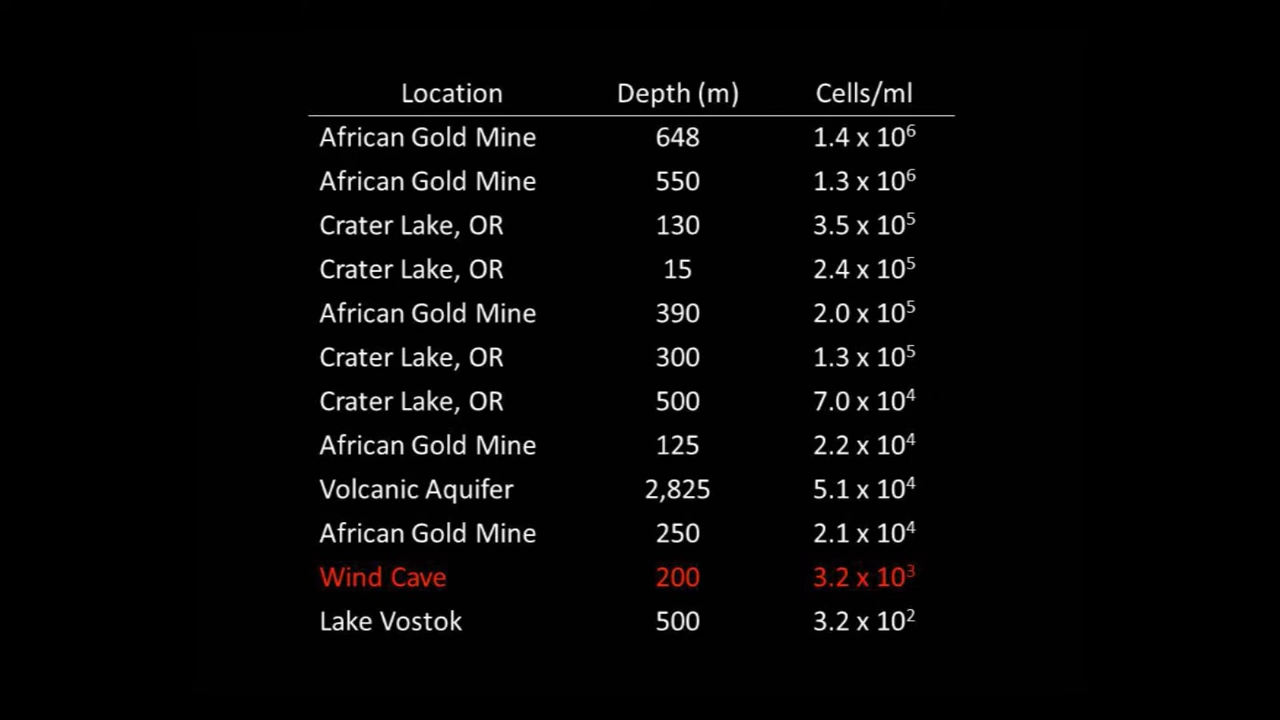 Location Depth (m) Cells/ml
African Gold Mine 648 1.4 x 10⁶
African Gold Mine 550 1.3 x 10⁶
Crater Lake, OR 130 3.5 x 10⁵
Crater Lake, OR 15 2.4 x 10⁵
African Gold Mine 390 2.0 x 10⁵
Crater Lake, OR 300 1.3 x 10⁵
Crater Lake, OR 500 7.0 x 10⁴
African Gold Mine 125 2.2 x 10⁴
Volcanic Aquifer 2,825 5.1 x 10⁴
African Gold Mine 250 2.1 x 10⁴
Wind Cave 200 3.2 x 10³
Lake Vostok 500 3.2 x 10²